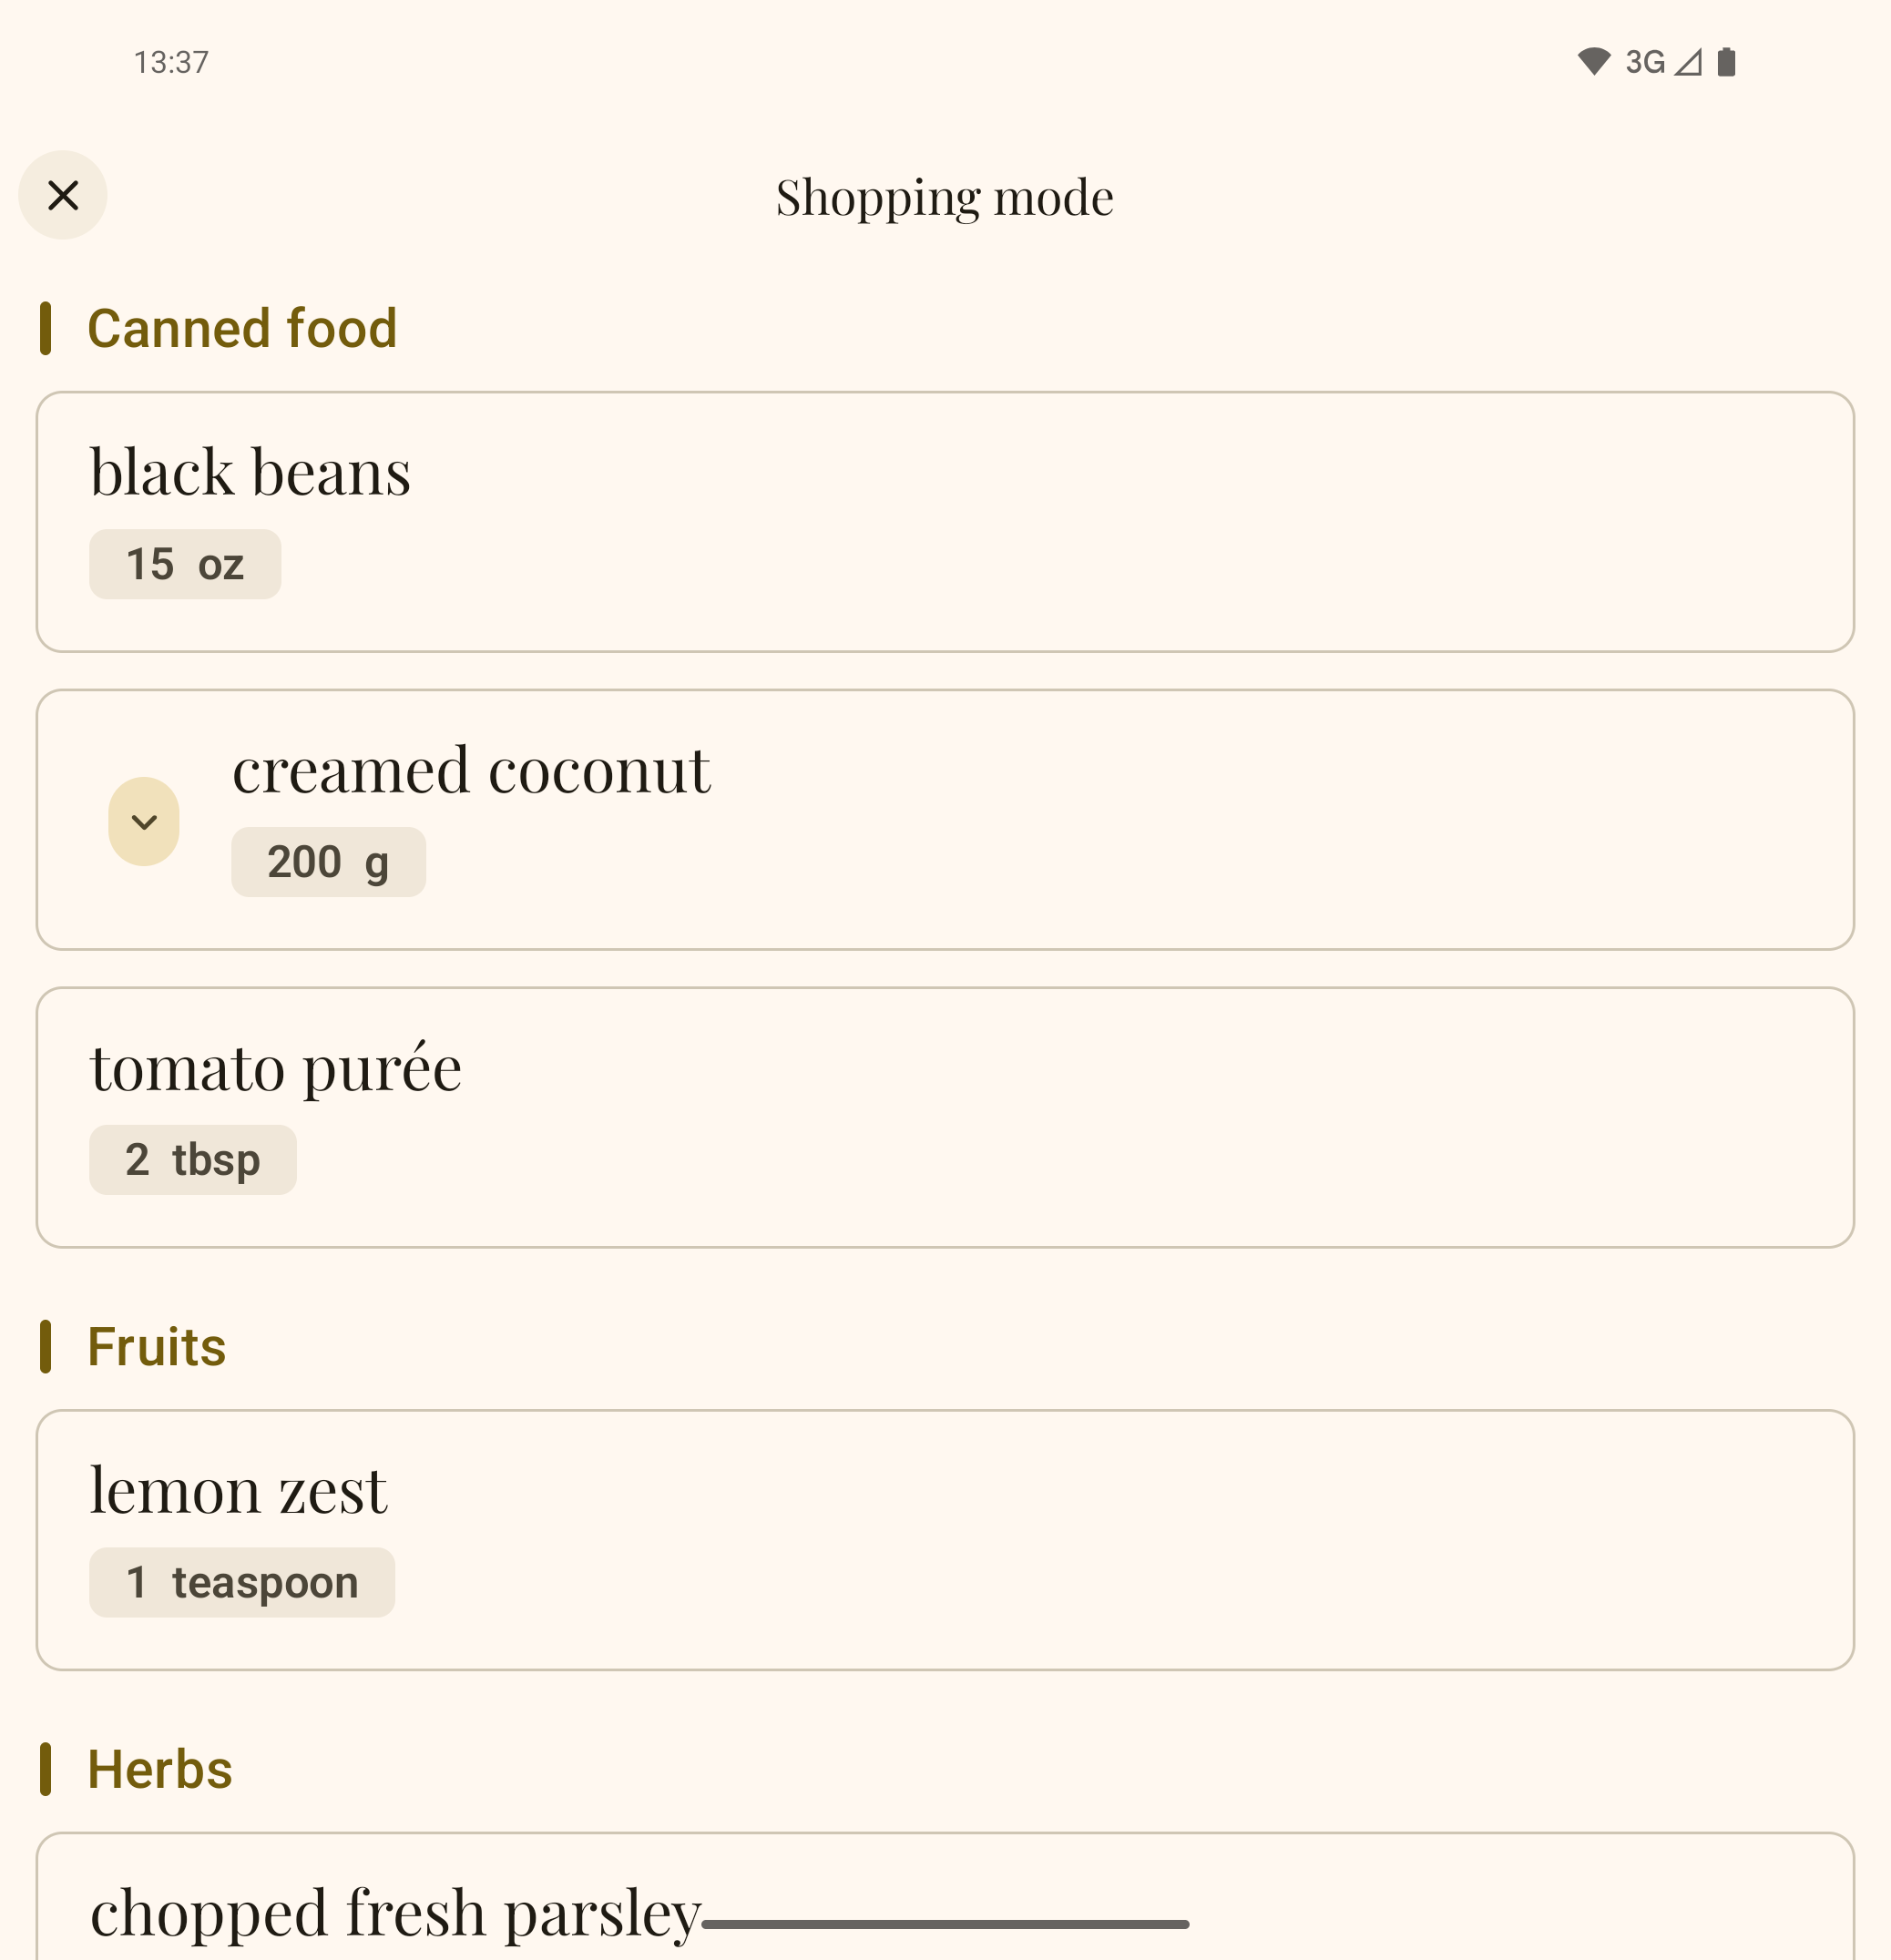 13:37
3G
Shopping mode
Canned food
black beans
15 oz
creamed coconut
200 g
tomato purée
2 tbsp
Fruits
lemon zest
1 teaspoon
Herbs
chopped fresh parsley